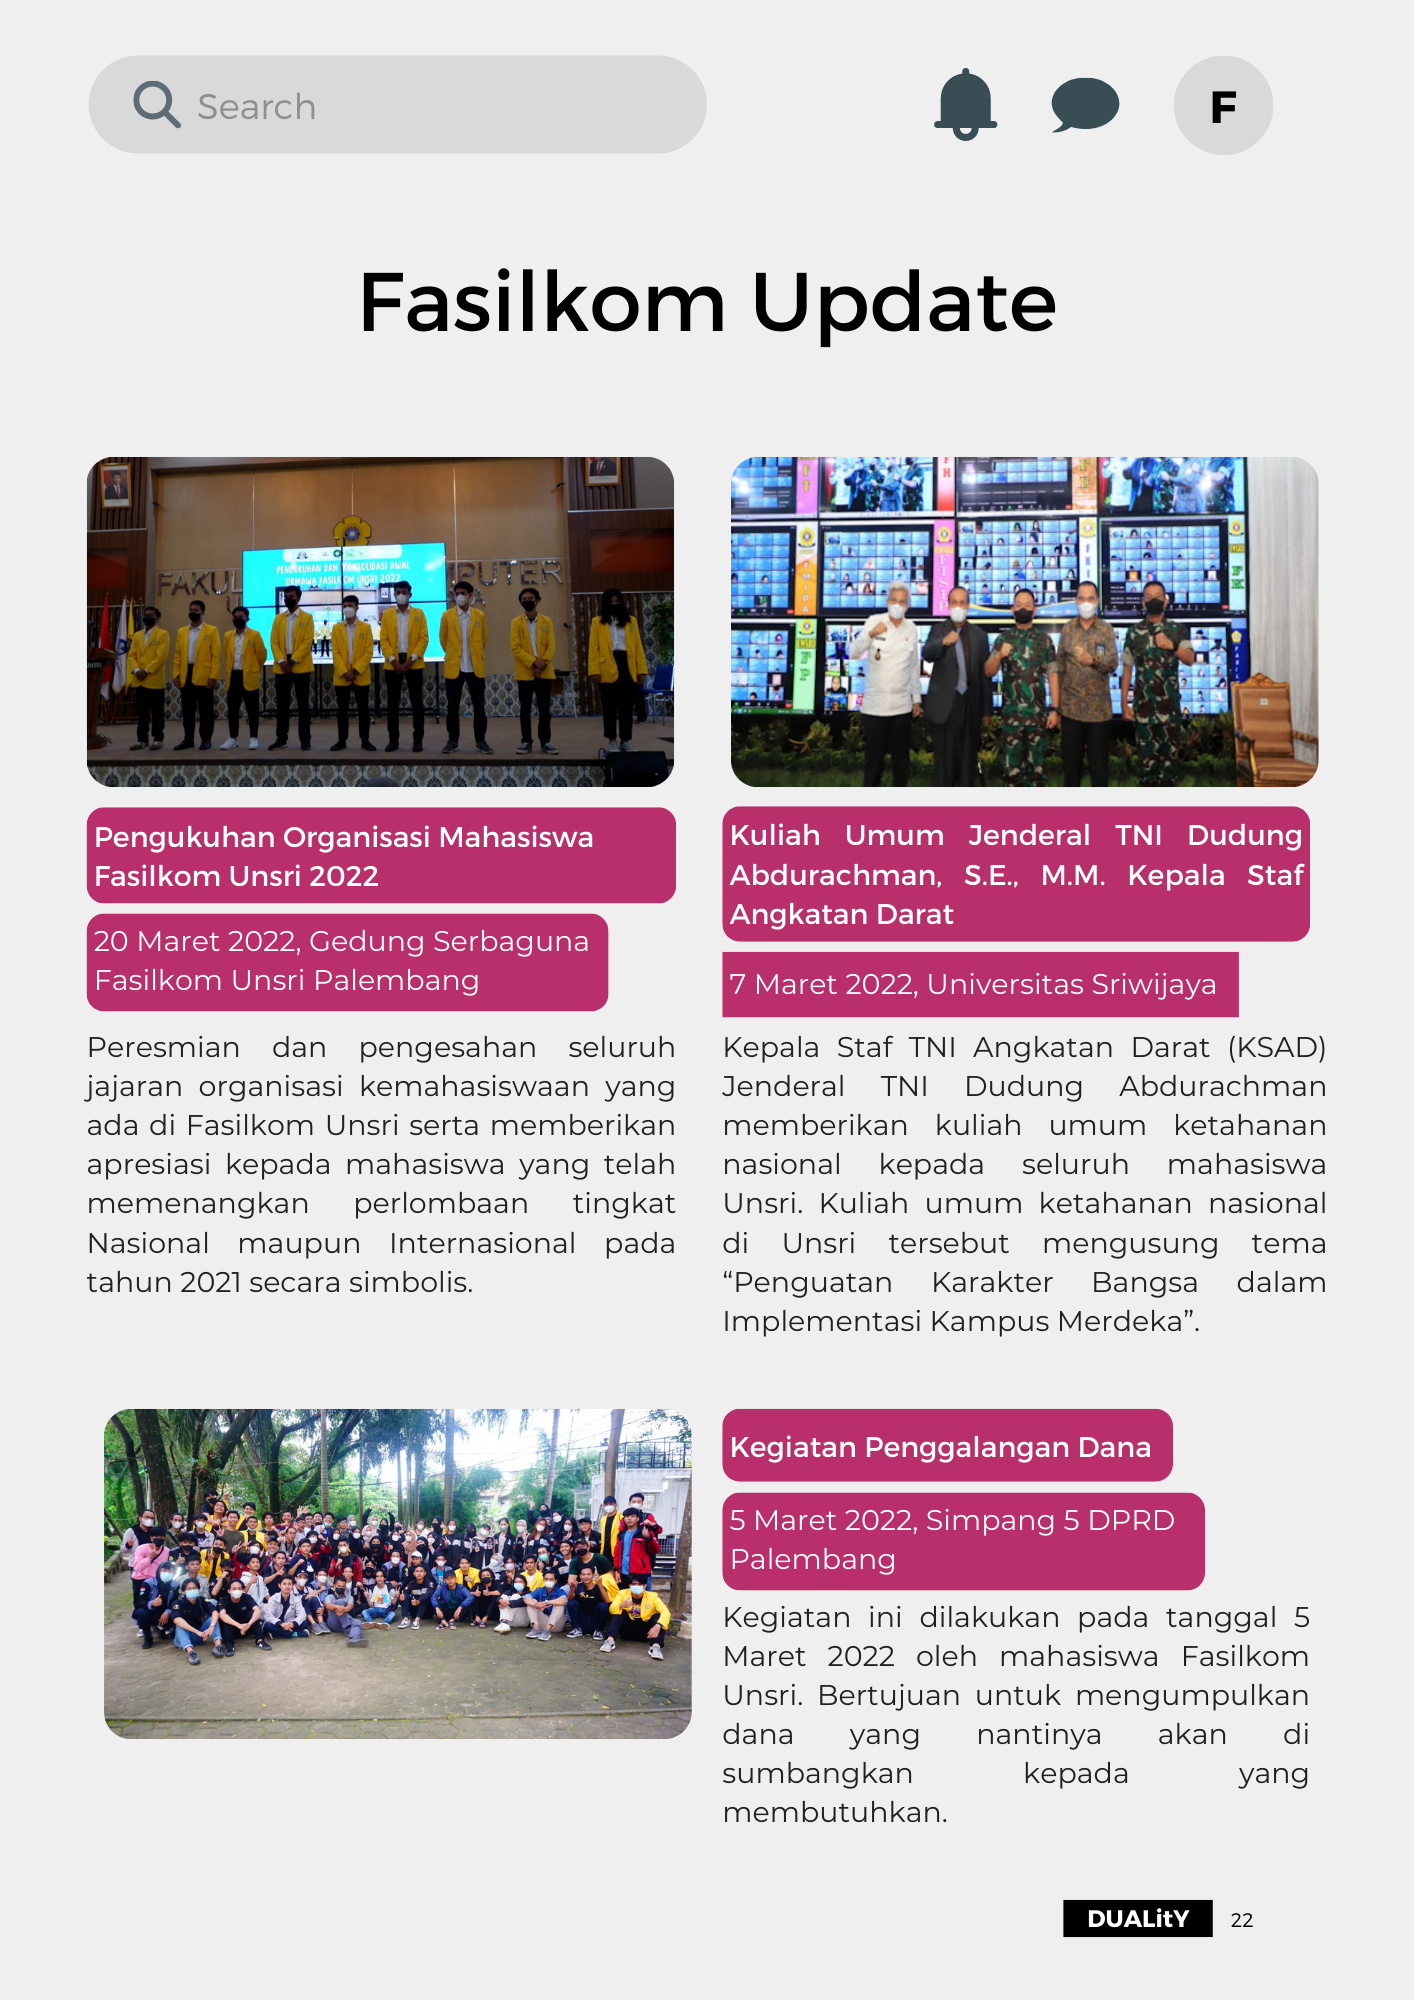 Search
F
Fasilkom Update
PENGUKUHAN DAN KONSOLIDASI AWAL
ORMAWA FASILKOM UNSRI 2022
Pengukuhan Organisasi Mahasiswa
Fasilkom Unsri 2022
20 Maret 2022, Gedung Serbaguna
Fasilkom Unsri Palembang
Peresmian dan pengesahan seluruh
jajaran organisasi kemahasiswaan yang
ada di Fasilkom Unsri serta memberikan
apresiasi kepada mahasiswa yang telah
memenangkan perlombaan tingkat
Nasional maupun Internasional pada
tahun 2021 secara simbolis.
Kuliah Umum Jenderal TNI Dudung
Abdurachman, S.E., M.M. Kepala Staf
Angkatan Darat
7 Maret 2022, Universitas Sriwijaya
Kepala Staf TNI Angkatan Darat (KSAD)
Jenderal TNI Dudung Abdurachman
memberikan kuliah umum ketahanan
nasional kepada seluruh mahasiswa
Unsri. Kuliah umum ketahanan nasional
di Unsri tersebut mengusung tema
“Penguatan Karakter Bangsa dalam
Implementasi Kampus Merdeka”.
Kegiatan Penggalangan Dana
5 Maret 2022, Simpang 5 DPRD
Palembang
Kegiatan ini dilakukan pada tanggal 5
Maret 2022 oleh mahasiswa Fasilkom
Unsri. Bertujuan untuk mengumpulkan
dana yang nantinya akan di
sumbangkan kepada yang
membutuhkan.
DUALitY 22